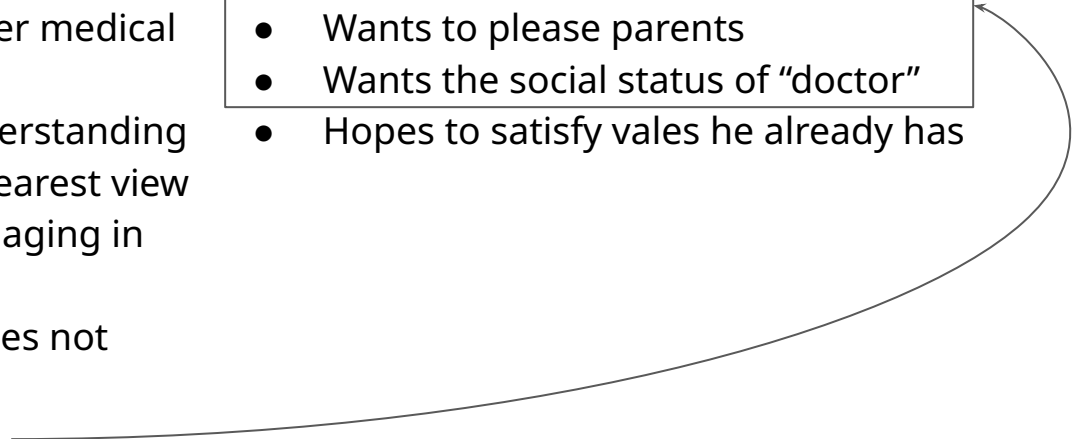 er medical
erstanding
earest view
aging in
es not
● Wants to please parents
● Wants the social status of “doctor”
● Hopes to satisfy vales he already has